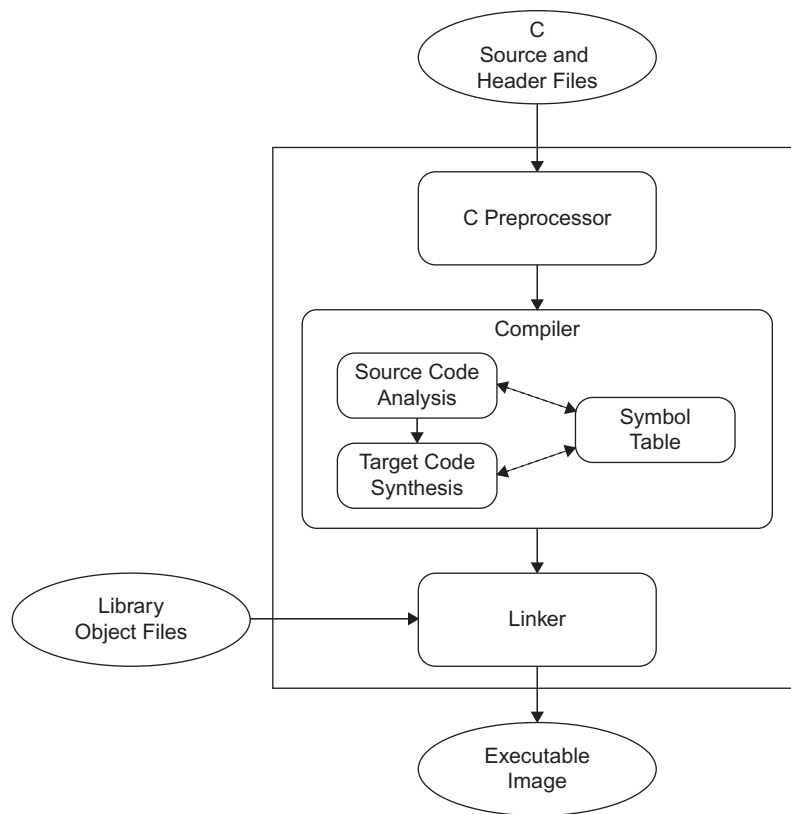 C
Source and
Header Files
C Preprocessor
Compiler
Source Code
Analysis
Symbol
Table
Target Code
Synthesis
Library
Object Files
Linker
Executable
Image